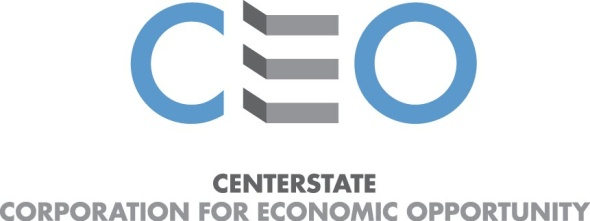 CEO
CENTERSTATE
CORPORATION FOR ECONOMIC OPPORTUNITY